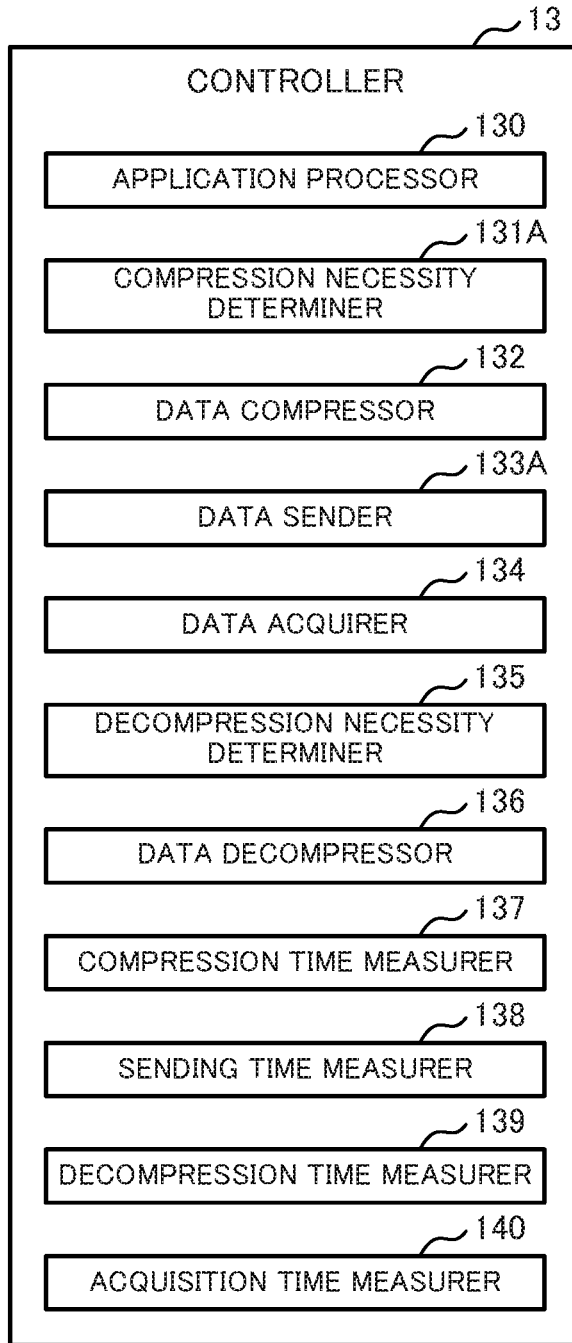 13
CONTROLLER
130
APPLICATION PROCESSOR
131A
COMPRESSION NECESSITY
DETERMINER
132
DATA COMPRESSOR
133A
DATA SENDER
134
DATA ACQUIRER
135
DECOMPRESSION NECESSITY
DETERMINER
136
DATA DECOMPRESSOR
137
COMPRESSION TIME MEASURER
138
SENDING TIME MEASURER
139
DECOMPRESSION TIME MEASURER
140
ACQUISITION TIME MEASURER